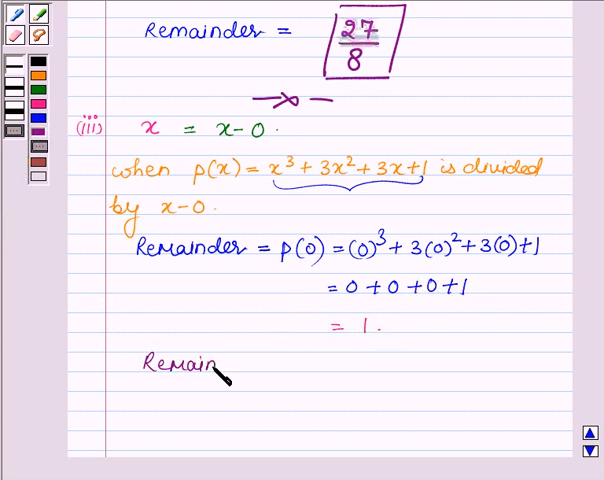 Remainder = 27/8
(iii) x = x-0.
when p(x) = x³ + 3x² + 3x + 1 is divided
by x-0.
Remainder = p(0) = (0)³ + 3(0)² + 3(0) + 1
= 0 + 0 + 0 + 1
= 1.
Remain